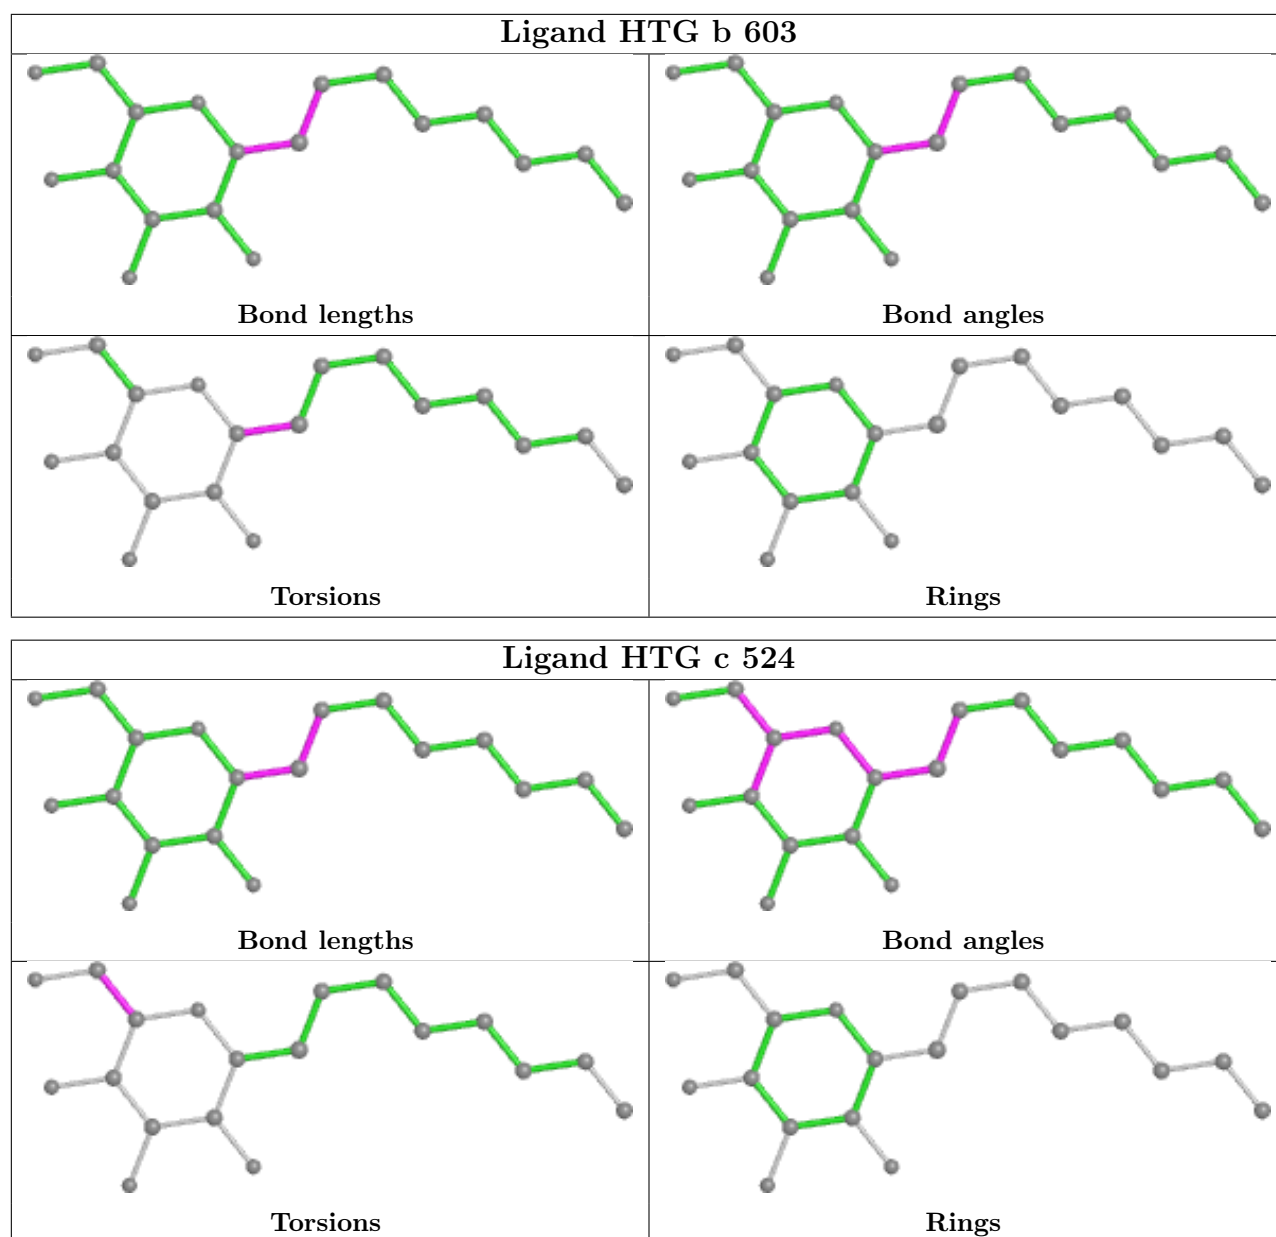 Ligand HTG b 603
Bond lengths
Bond angles
Torsions
Rings
Ligand HTG c 524
Bond lengths
Bond angles
Torsions
Rings